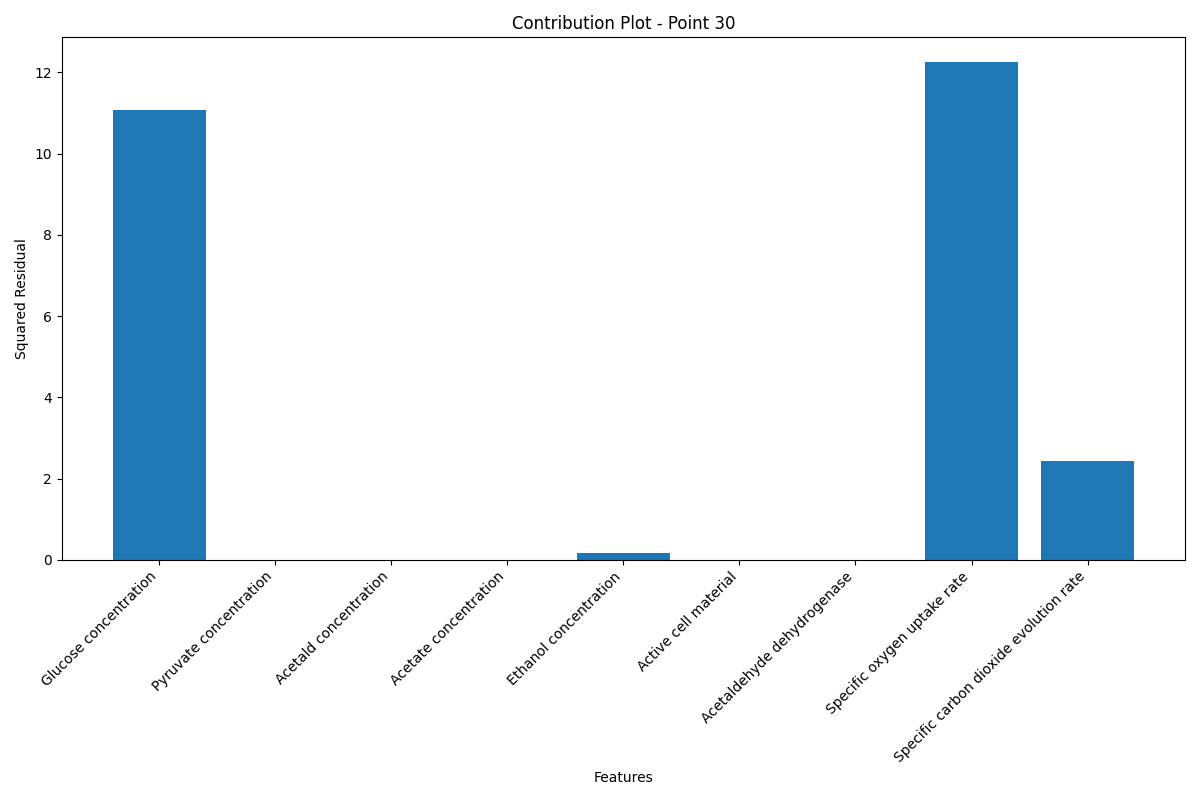 Contribution Plot - Point 30
Squared Residual
12
10
8
6
4
2
0
Glucose concentration
Pyruvate concentration
Acetald concentration
Acetate concentration
Ethanol concentration
Active cell material
Acetaldehyde dehydrogenase
Specific oxygen uptake rate
Specific carbon dioxide evolution rate
Features